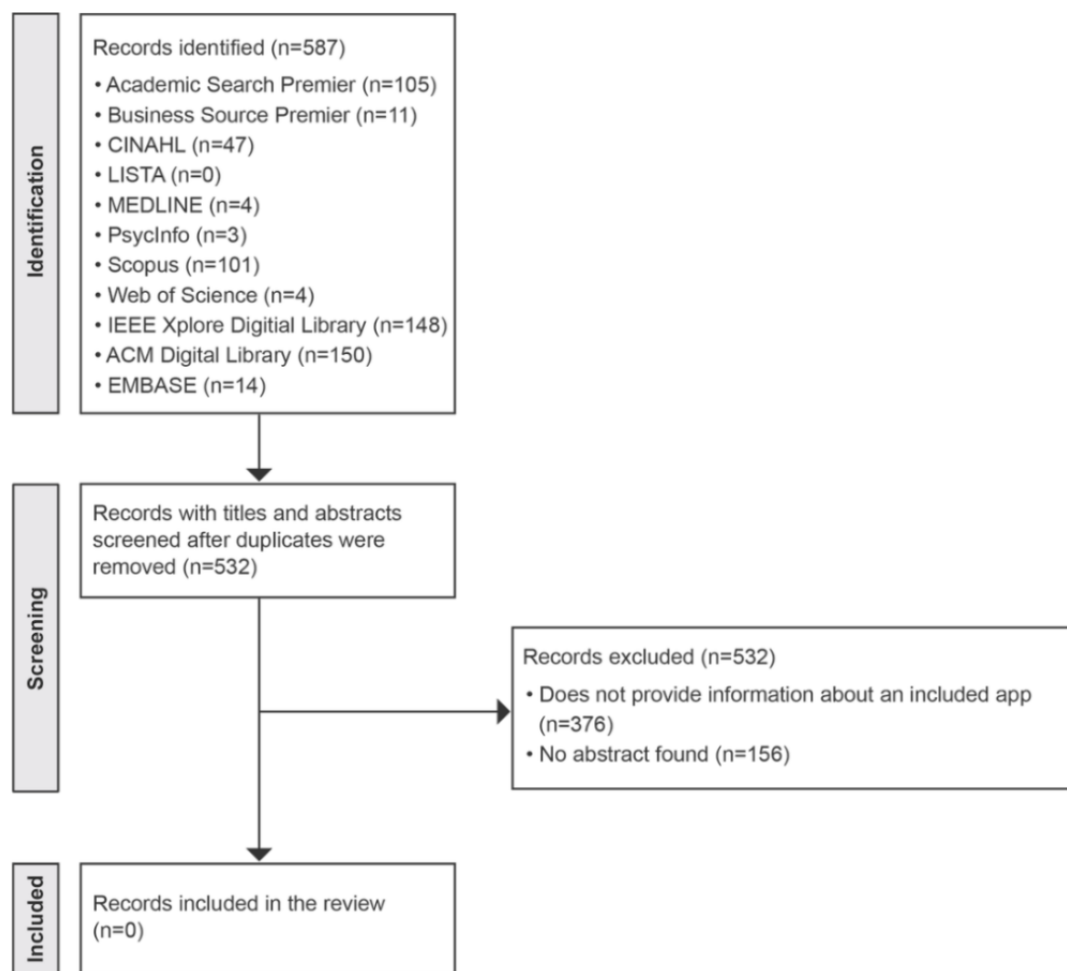 Identification
Records identified (n=587)
• Academic Search Premier (n=105)
• Business Source Premier (n=11)
• CINAHL (n=47)
• LISTA (n=0)
• MEDLINE (n=4)
• PsycInfo (n=3)
• Scopus (n=101)
• Web of Science (n=4)
• IEEE Xplore Digitial Library (n=148)
• ACM Digital Library (n=150)
• EMBASE (n=14)
Screening
Records with titles and abstracts
screened after duplicates were
removed (n=532)
Records excluded (n=532)
• Does not provide information about an included app
(n=376)
• No abstract found (n=156)
Included
Records included in the review
(n=0)